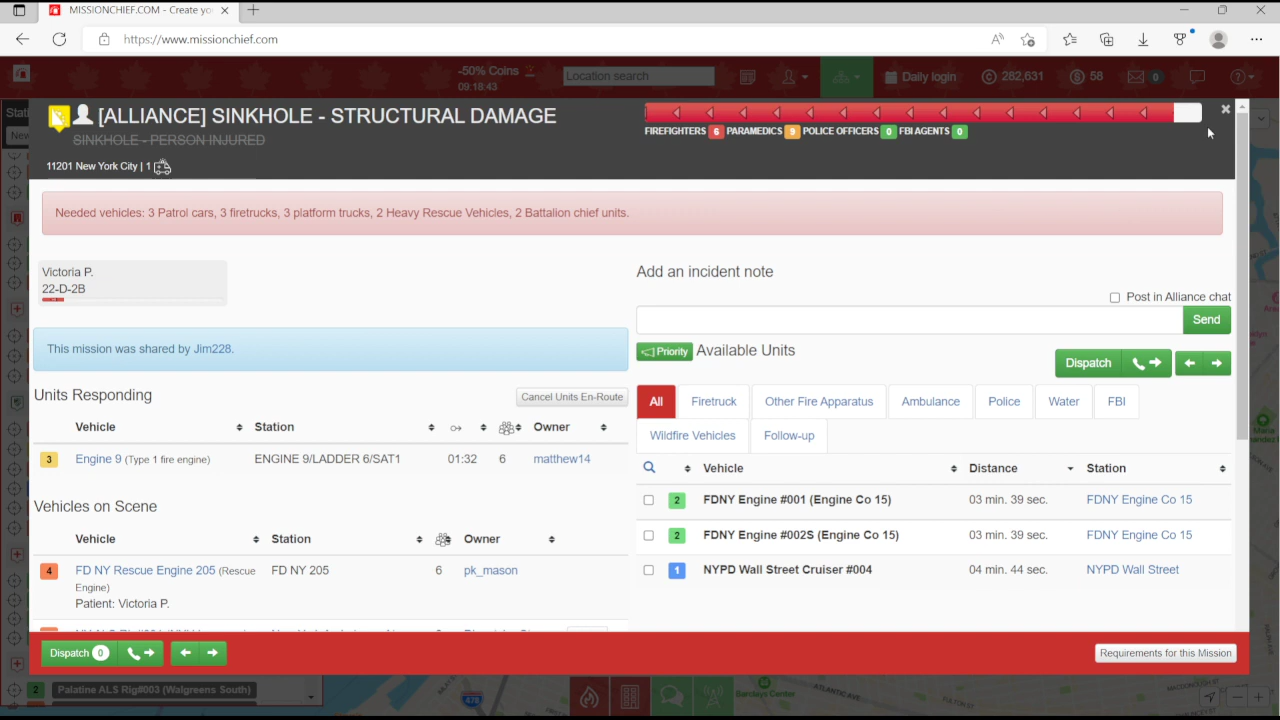 MISSIONCHIEF.COM - Create yo
https://www.missionchief.com
-50% Coins
09:18:43
Location search
Daily login
282,631
58
0
[ALLIANCE] SINKHOLE - STRUCTURAL DAMAGE
SINKHOLE - PERSON INJURED
11201 New York City | 1
FIREFIGHTERS 6 PARAMEDICS 9 POLICE OFFICERS 0 FBI AGENTS 0
Needed vehicles: 3 Patrol cars, 3 firetrucks, 3 platform trucks, 2 Heavy Rescue Vehicles, 2 Battalion chief units.
Victoria P.
22-D-2B
This mission was shared by Jim228.
Units Responding
Cancel Units En-Route
Vehicle Station Owner
3 Engine 9 (Type 1 fire engine) ENGINE 9/LADDER 6/SAT1 01:32 6 matthew14
Vehicles on Scene
Vehicle Station Owner
4 FD NY Rescue Engine 205 (Rescue Engine) FD NY 205 6 pk_mason
Patient: Victoria P.
Add an incident note
Post in Alliance chat
Send
Priority Available Units
Dispatch
All Firetruck Other Fire Apparatus Ambulance Police Water FBI
Wildfire Vehicles Follow-up
Vehicle Distance Station
2 FDNY Engine #001 (Engine Co 15) 03 min. 39 sec. FDNY Engine Co 15
2 FDNY Engine #002S (Engine Co 15) 03 min. 39 sec. FDNY Engine Co 15
1 NYPD Wall Street Cruiser #004 04 min. 44 sec. NYPD Wall Street
Dispatch 0
Requirements for this Mission
2 Palatine ALS Rig#003 (Walgreens South)
478
Barclays Center
ATLANTIC AVE
FULTON ST